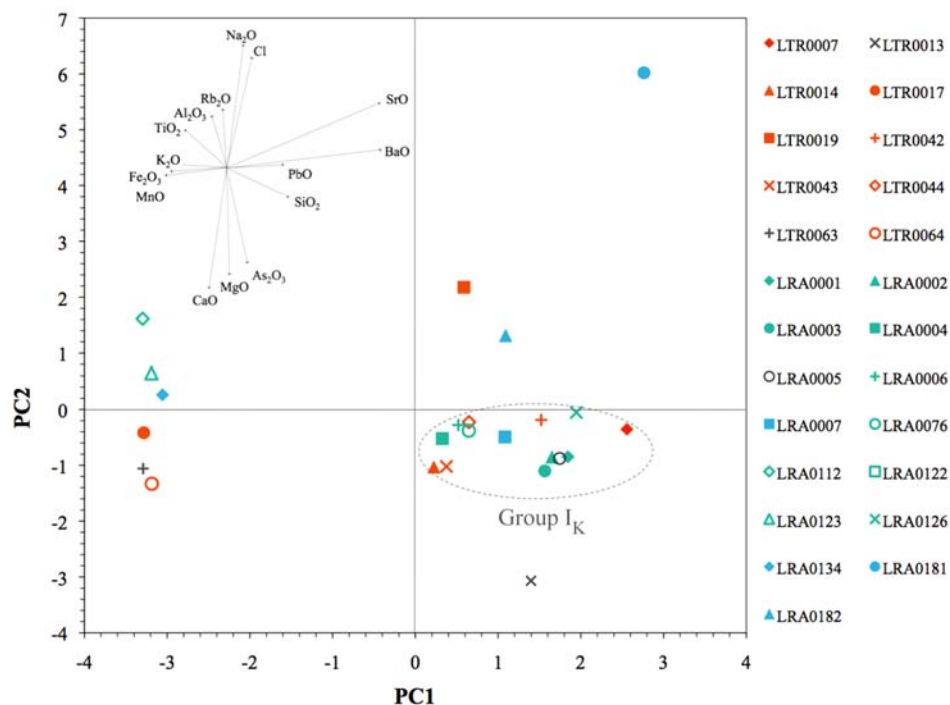 7
6
5
4
3
2
1
0
-1
-2
-3
-4
-4
-3
-2
-1
0
1
2
3
4
PC2
PC1
Na₂O
Cl
Rb₂O
Al₂O₃
TiO₂
K₂O
Fe₂O₃
MnO
SrO
BaO
PbO
SiO₂
As₂O₃
MgO
CaO
Group I_K
LTR0007 LTR0013
LTR0014 LTR0017
LTR0019 LTR0042
LTR0043 LTR0044
LTR0063 LTR0064
LRA0001 LRA0002
LRA0003 LRA0004
LRA0005 LRA0006
LRA0007 LRA0076
LRA0112 LRA0122
LRA0123 LRA0126
LRA0134 LRA0181
LRA0182